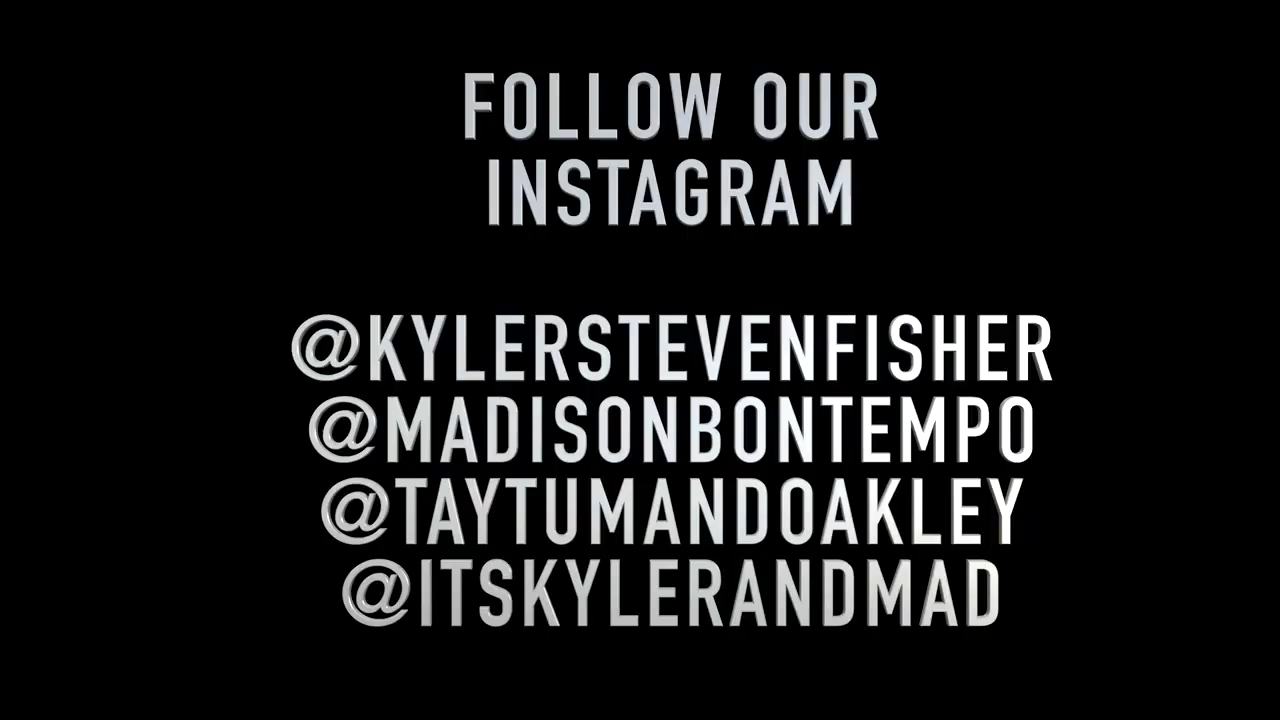 FOLLOW OUR
INSTAGRAM
@KYLERSTEVENFISHER
@MADISONBONTEMPO
@TAYTUMANDOAKLEY
@ITSKYLERANDMAD